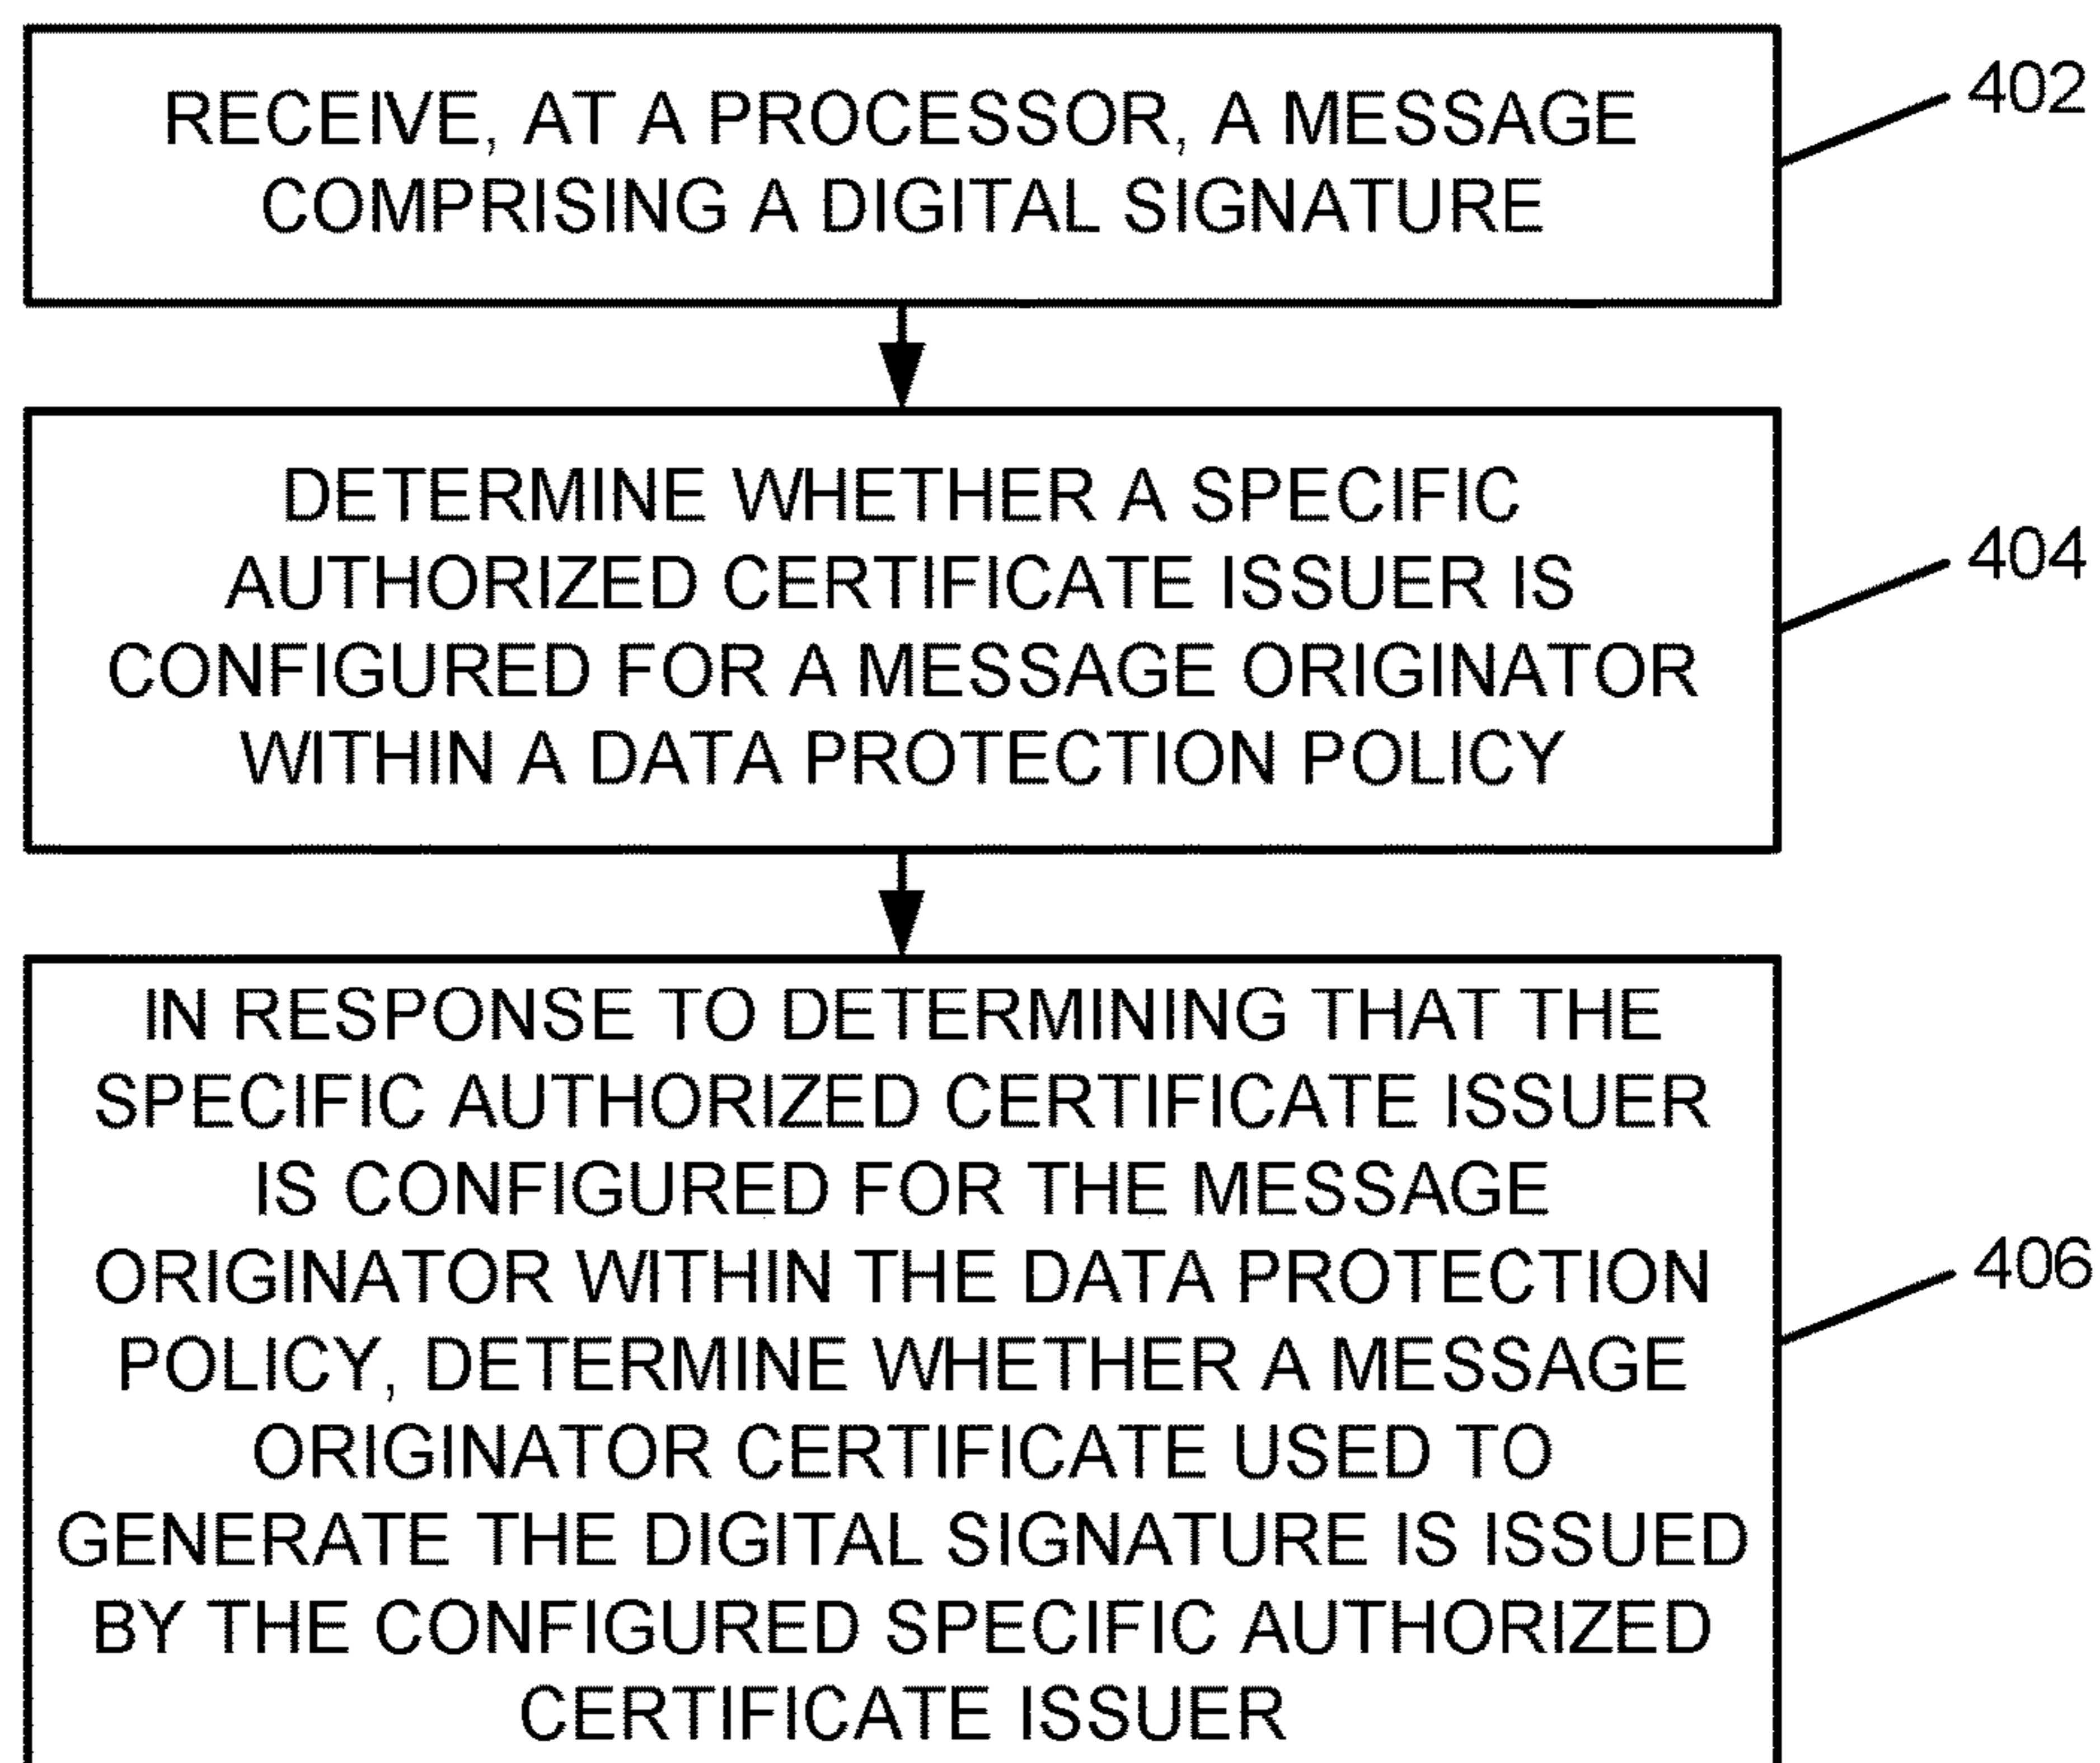 RECEIVE, AT A PROCESSOR, A MESSAGE
COMPRISING A DIGITAL SIGNATURE
402
DETERMINE WHETHER A SPECIFIC
AUTHORIZED CERTIFICATE ISSUER IS
CONFIGURED FOR A MESSAGE ORIGINATOR
WITHIN A DATA PROTECTION POLICY
404
IN RESPONSE TO DETERMINING THAT THE
SPECIFIC AUTHORIZED CERTIFICATE ISSUER
IS CONFIGURED FOR THE MESSAGE
ORIGINATOR WITHIN THE DATA PROTECTION
POLICY, DETERMINE WHETHER A MESSAGE
ORIGINATOR CERTIFICATE USED TO
GENERATE THE DIGITAL SIGNATURE IS ISSUED
BY THE CONFIGURED SPECIFIC AUTHORIZED
CERTIFICATE ISSUER
406